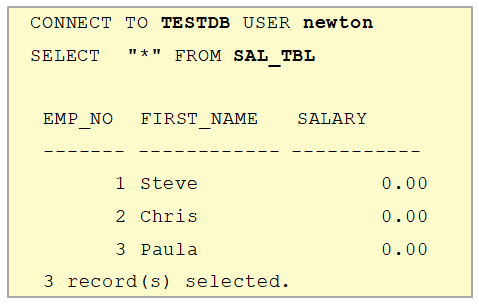 CONNECT TO TESTDB USER newton
SELECT "*" FROM SAL_TBL
EMP_NO FIRST_NAME SALARY
------- ------------ -----------
1 Steve 0.00
2 Chris 0.00
3 Paula 0.00
3 record(s) selected.